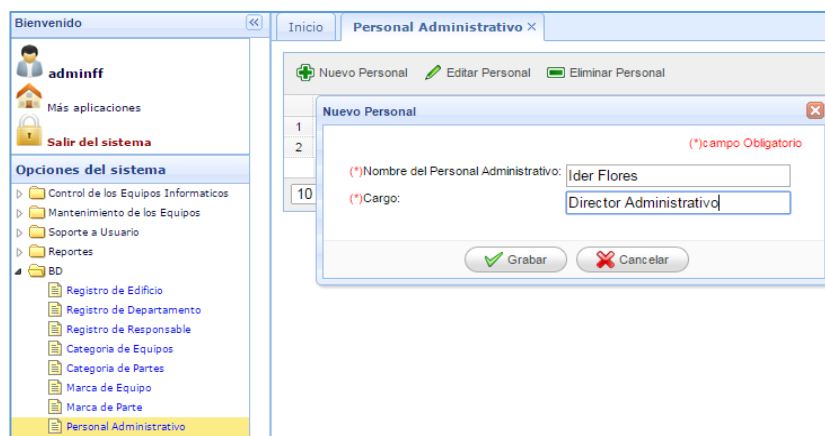 Bienvenido
adminff
Más aplicaciones
Salir del sistema
Opciones del sistema
Control de los Equipos Informaticos
Mantenimiento de los Equipos
Soporte a Usuario
Reportes
BD
Registro de Edificio
Registro de Departamento
Registro de Responsable
Categoria de Equipos
Categoria de Partes
Marca de Equipo
Marca de Parte
Personal Administrativo
Inicio Personal Administrativo ×
Nuevo Personal Editar Personal Eliminar Personal
1
2
10
Nuevo Personal
(*)campo Obligatorio
(*)Nombre del Personal Administrativo: Ider Flores
(*)Cargo: Director Administrativo
Grabar Cancelar